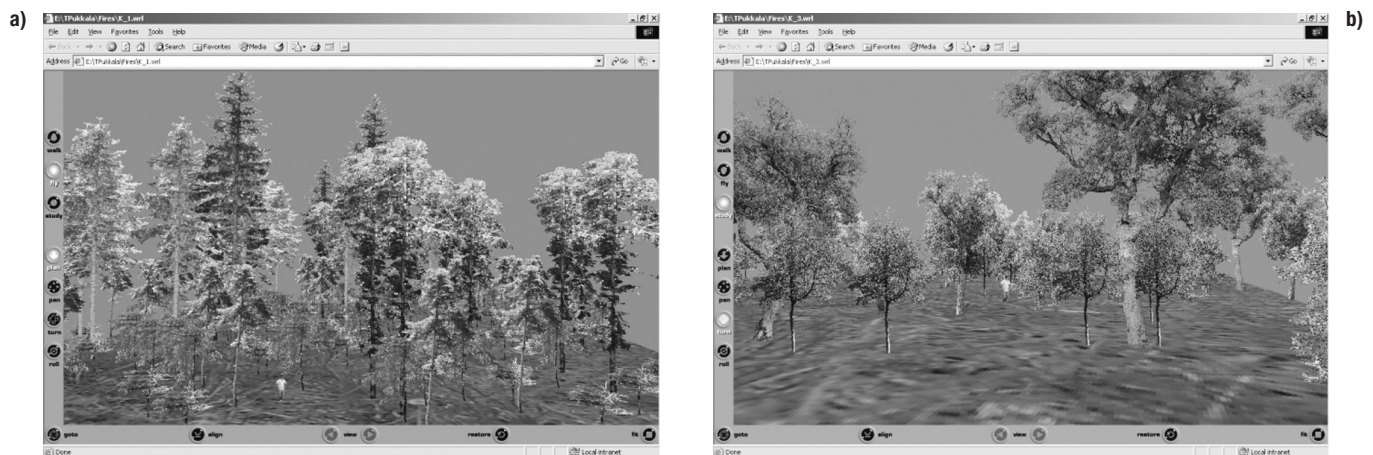 a)
E:\TPukkala\Fires\K_1.wrl
File Edit View Favorites Tools Help
Back Search Favorites Media
Address E:\TPukkala\Fires\K_1.wrl Go
walk
fly
study
plan
pan
turn
roll
goto align view restore fit
Done Local intranet
b)
E:\TPukkala\Fires\K_3.wrl
File Edit View Favorites Tools Help
Back Search Favorites Media
Address E:\TPukkala\Fires\K_3.wrl Go
walk
fly
study
plan
pan
turn
roll
goto align view restore fit
Done Local intranet